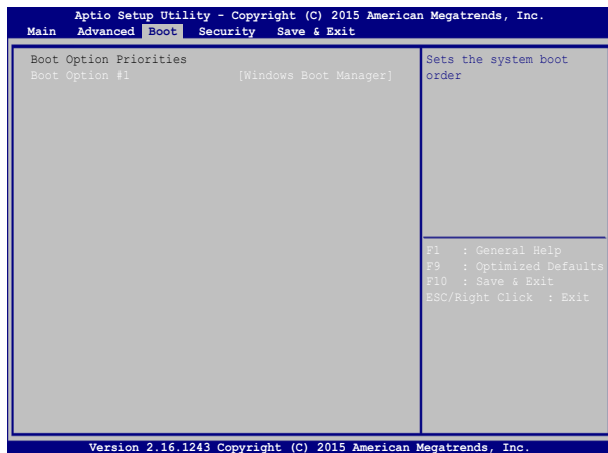 Aptio Setup Utility - Copyright (C) 2015 American Megatrends, Inc.
Main Advanced Boot Security Save & Exit
Boot Option Priorities
Boot Option #1 [Windows Boot Manager]
Sets the system boot
order
F1 : General Help
F9 : Optimized Defaults
F10 : Save & Exit
ESC/Right Click : Exit
Version 2.16.1243 Copyright (C) 2015 American Megatrends, Inc.